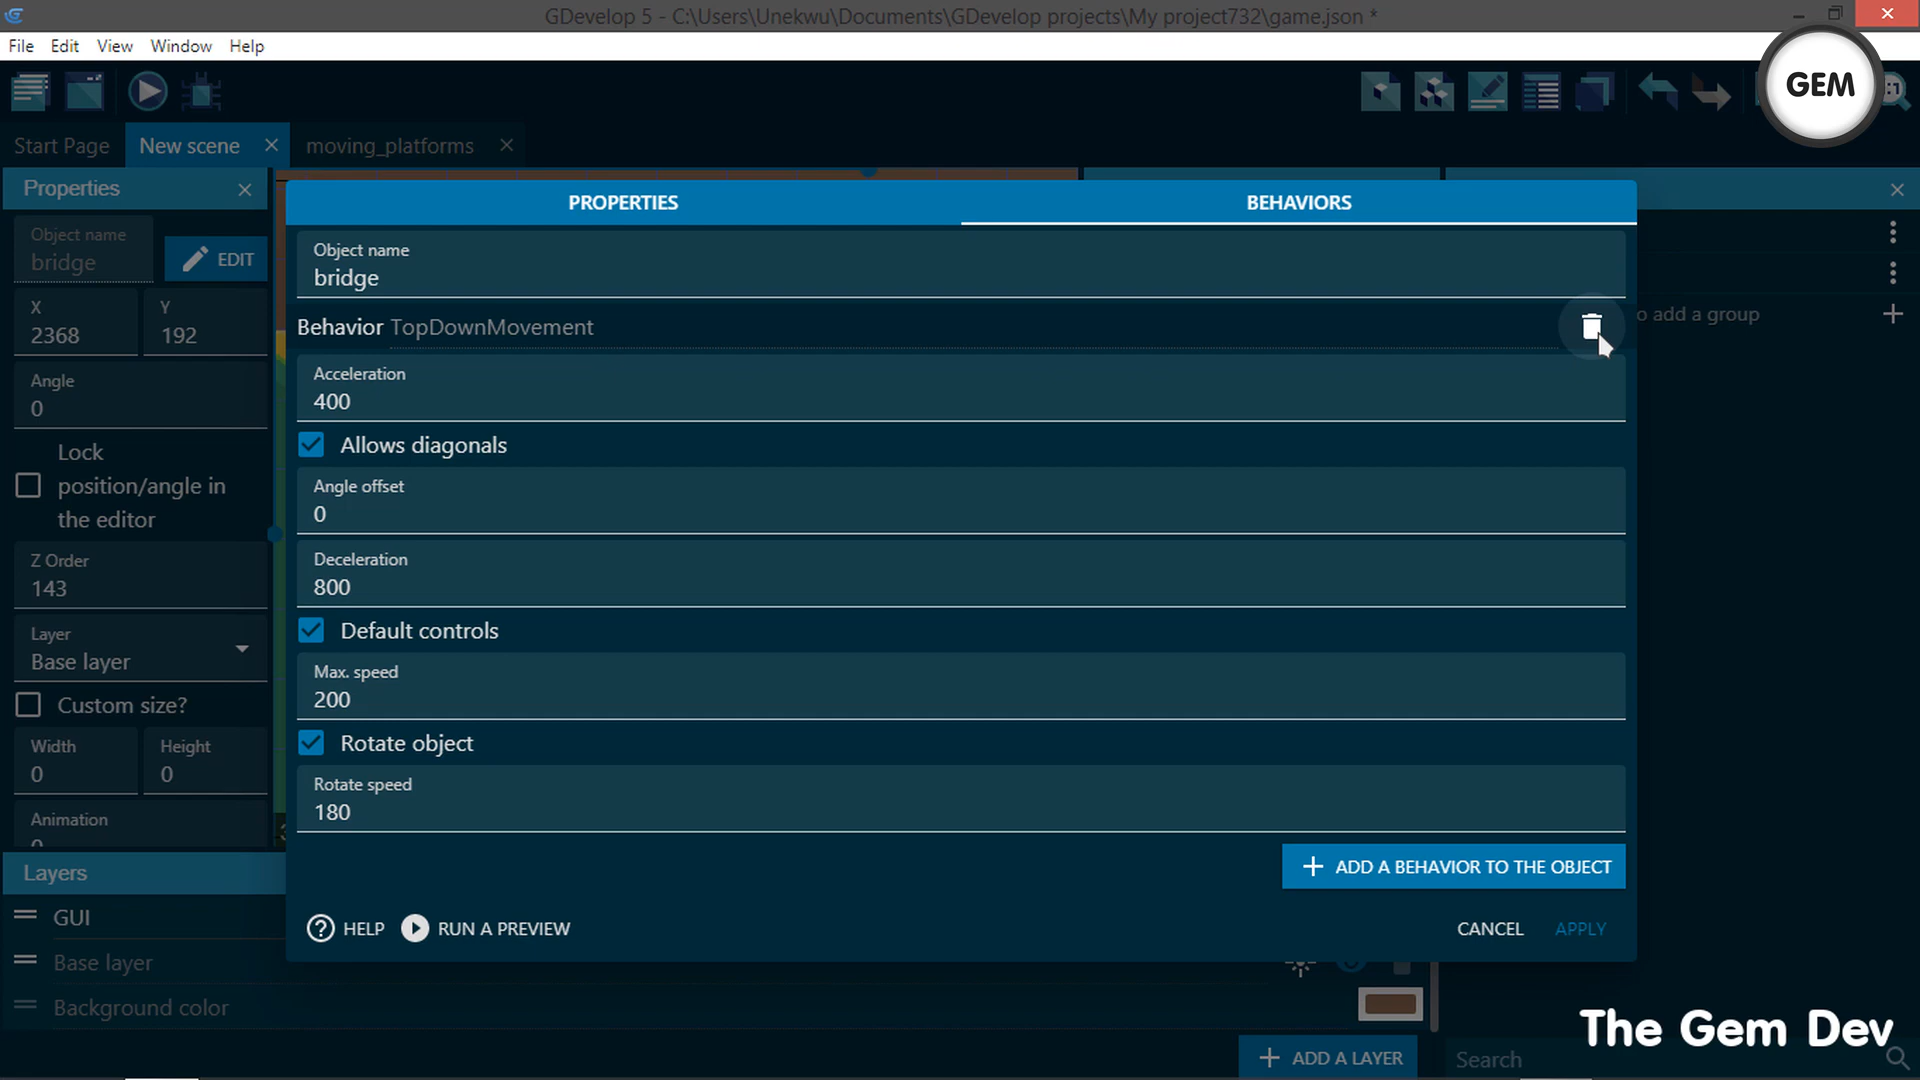 GDevelop 5 - C:\Users\Unekwu\Documents\GDevelop projects\My project732\game.json *
File Edit View Window Help
GEM
Start Page New scene moving_platforms
Properties
Object name
bridge
EDIT
X
2368
Y
192
Angle
0
Lock
position/angle in
the editor
Z Order
143
Layer
Base layer
Custom size?
Width
0
Height
0
Animation
PROPERTIES BEHAVIORS
Object name
bridge
Behavior TopDownMovement
Acceleration
400
Allows diagonals
Angle offset
0
Deceleration
800
Default controls
Max. speed
200
Rotate object
Rotate speed
180
ADD A BEHAVIOR TO THE OBJECT
HELP RUN A PREVIEW CANCEL APPLY
o add a group
Layers
GUI
Base layer
Background color
ADD A LAYER
Search
The Gem Dev